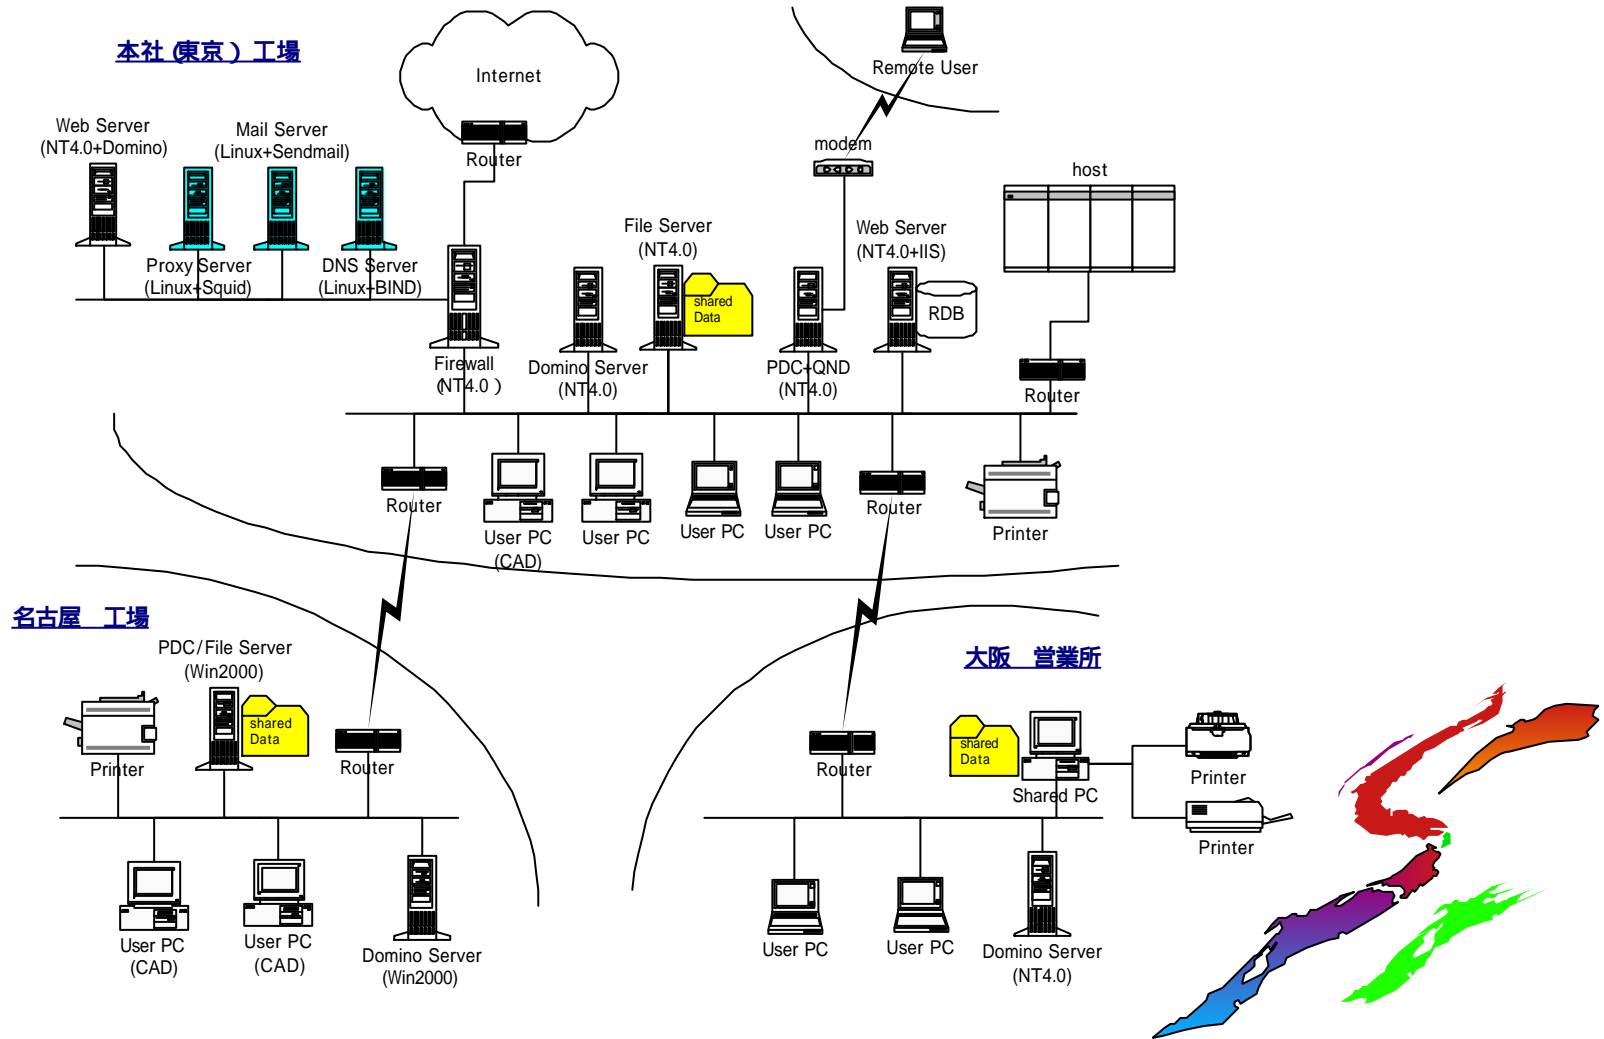 本社（東京）工場
Internet
Router
Remote User
modem
host
Router
Web Server
(NT4.0+Domino)
Mail Server
(Linux+Sendmail)
Proxy Server
(Linux+Squid)
DNS Server
(Linux+BIND)
Firewall
(NT4.0)
Domino Server
(NT4.0)
File Server
(NT4.0)
shared
Data
PDC+QND
(NT4.0)
Web Server
(NT4.0+IIS)
RDB
Router
User PC
(CAD)
User PC
User PC
User PC
Router
Printer
名古屋　工場
PDC/File Server
(Win2000)
shared
Data
Printer
Router
User PC
(CAD)
User PC
(CAD)
Domino Server
(Win2000)
大阪　営業所
Router
shared
Data
Shared PC
Printer
Printer
User PC
User PC
Domino Server
(NT4.0)